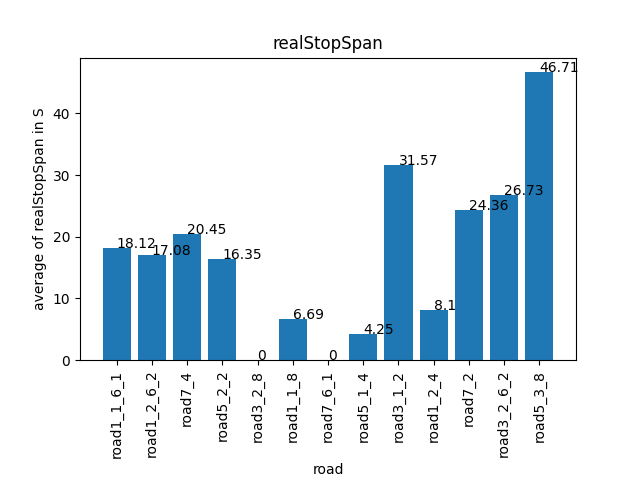 realStopSpan
average of realStopSpan in S
40
30
20
10
0
18.12
17.08
20.45
16.35
0
6.69
0
4.25
31.57
8.1
24.36
26.73
46.71
road1_1_6_1
road1_2_6_2
road7_4
road5_2_2
road3_2_8
road1_1_8
road7_6_1
road5_1_4
road3_1_2
road1_2_4
road7_2
road3_2_6_2
road5_3_8
road